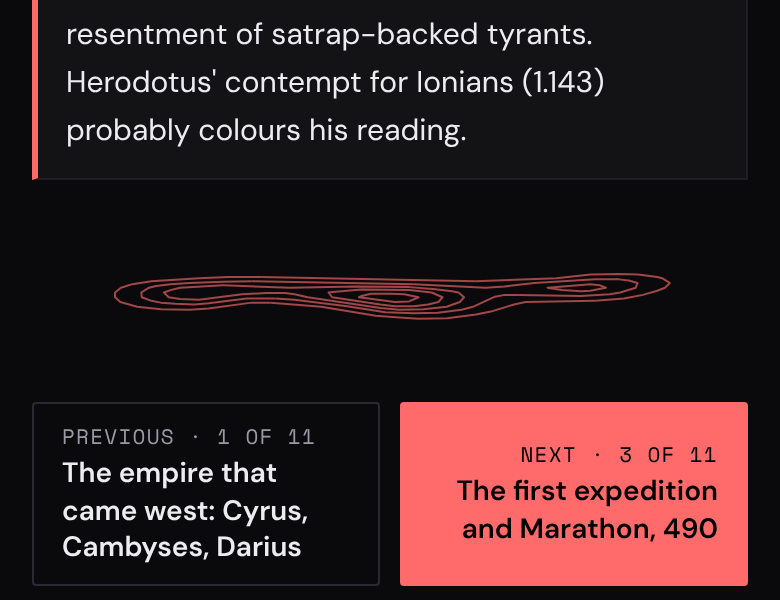 resentment of satrap-backed tyrants.
Herodotus' contempt for Ionians (1.143)
probably colours his reading.
PREVIOUS · 1 OF 11
The empire that
came west: Cyrus,
Cambyses, Darius
NEXT · 3 OF 11
The first expedition
and Marathon, 490